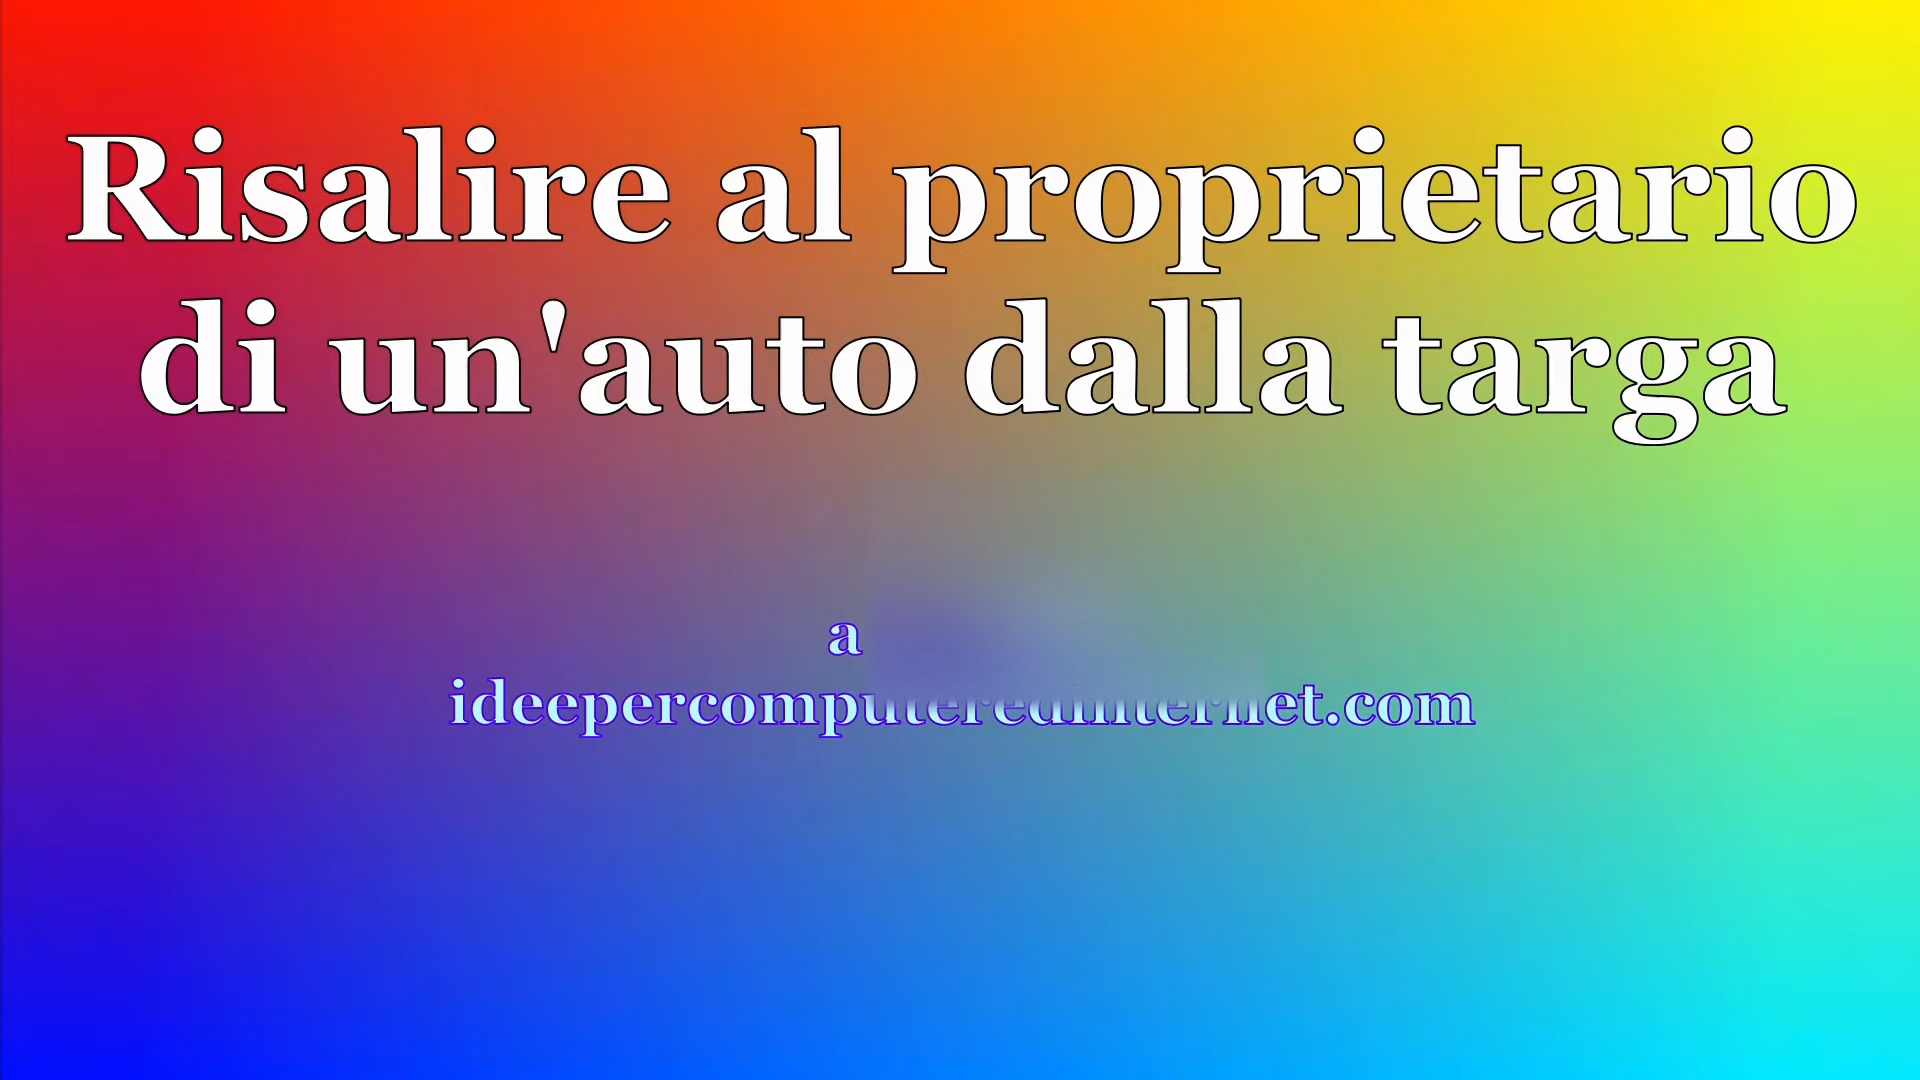 Risalire al proprietario
di un'auto dalla targa
a
ideepercomputeredinternet.com